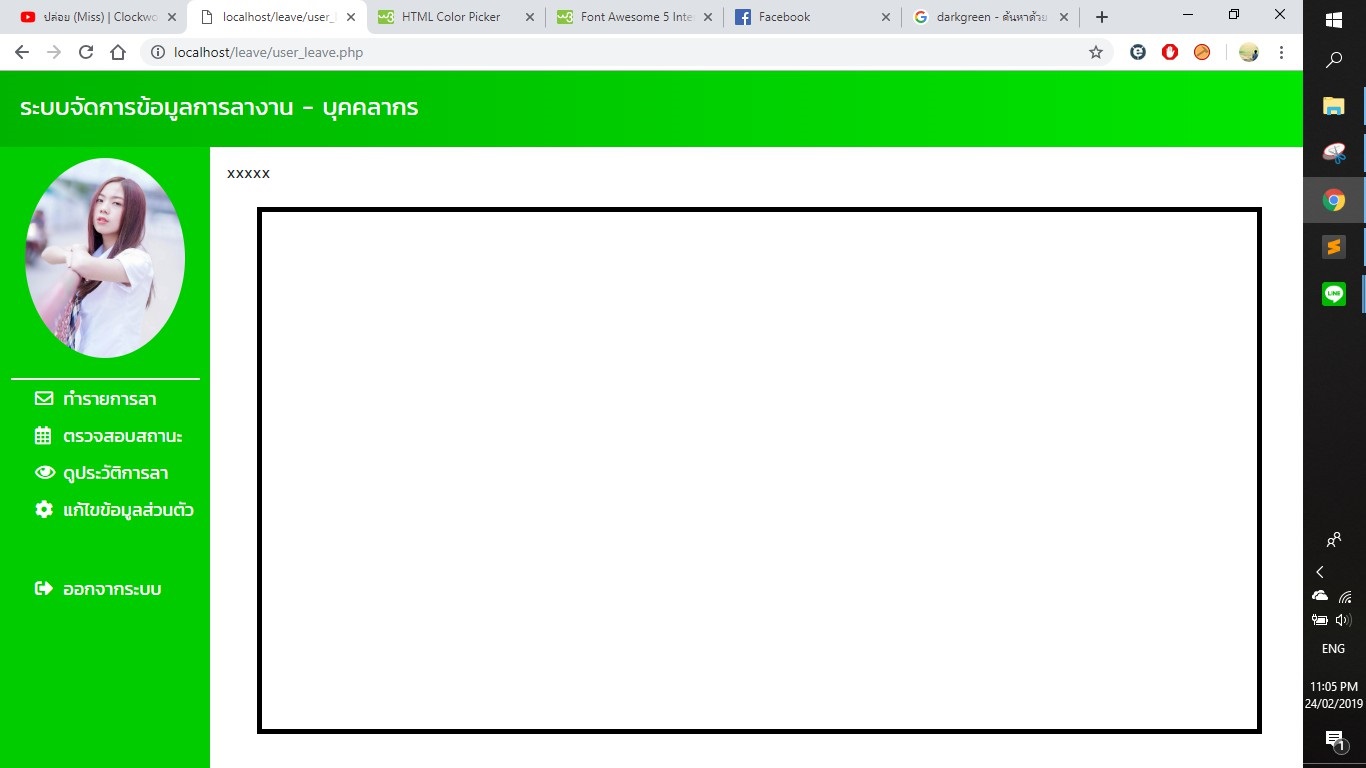 ปล่อย (Miss) | Clockwo
localhost/leave/user_l
HTML Color Picker
Font Awesome 5 Inte
Facebook
darkgreen - ค้นหาด้วย
localhost/leave/user_leave.php
ระบบจัดการข้อมูลการลางาน - บุคคลากร
xxxxx
ทำรายการลา
ตรวจสอบสถานะ
ดูประวัติการลา
แก้ไขข้อมูลส่วนตัว
ออกจากระบบ
LINE
ENG
11:05 PM
24/02/2019
1